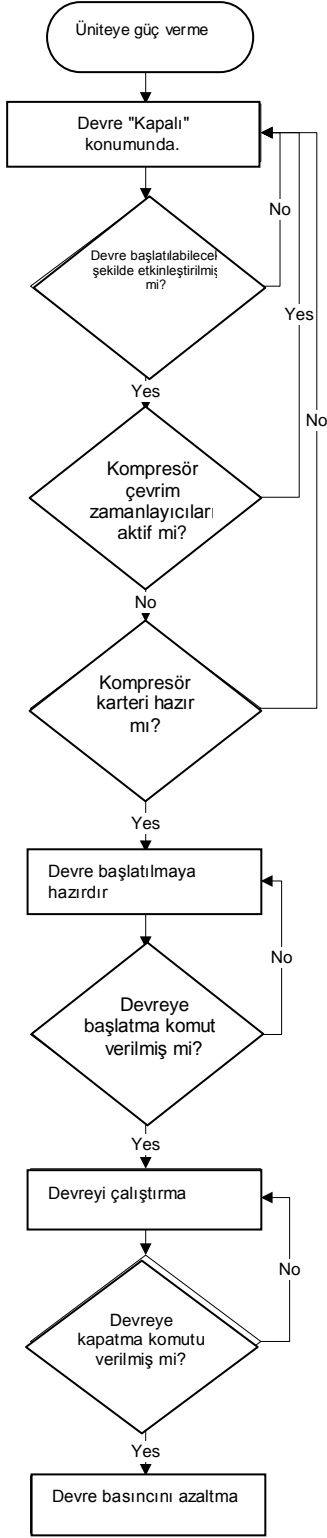 Üniteye güç verme
Devre "Kapalı"
konumunda.
No
Devre başlatılabilecek
şekilde etkinleştirilmiş
mi?
Yes
Yes
No
Kompresör
çevrim
zamanlayıcıları
aktif mi?
No
Kompresör
karteri hazır
mı?
Yes
Devre başlatılmaya
hazırdır
No
Devreye
başlatma komut
verilmiş mi?
Yes
Devreyi çalıştırma
No
Devreye
kapatma komutu
verilmiş mi?
Yes
Devre basıncını azaltma